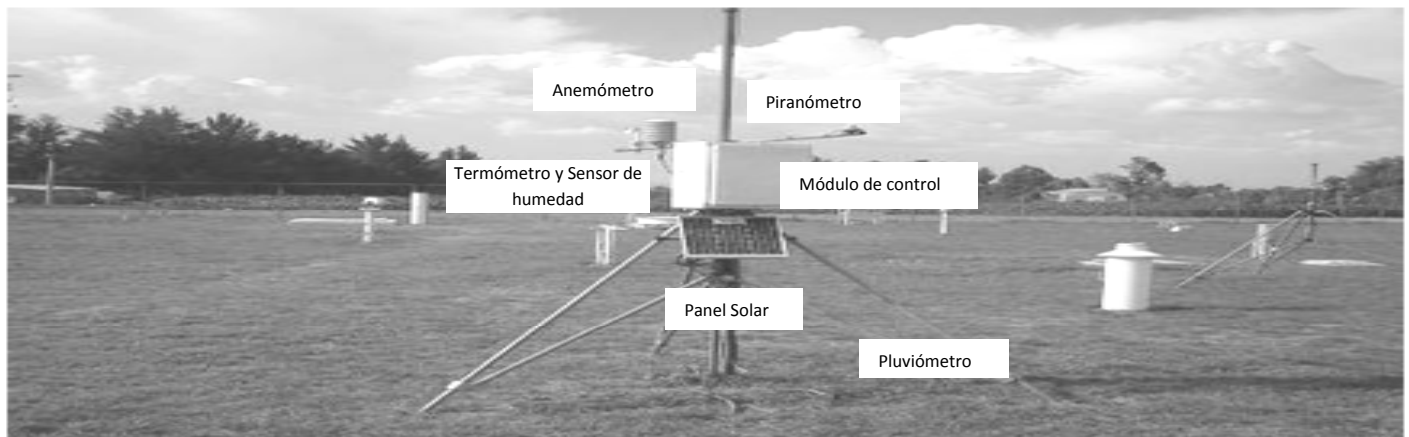 Anemómetro
Piranómetro
Termómetro y Sensor de
humedad
Módulo de control
Panel Solar
Pluviómetro